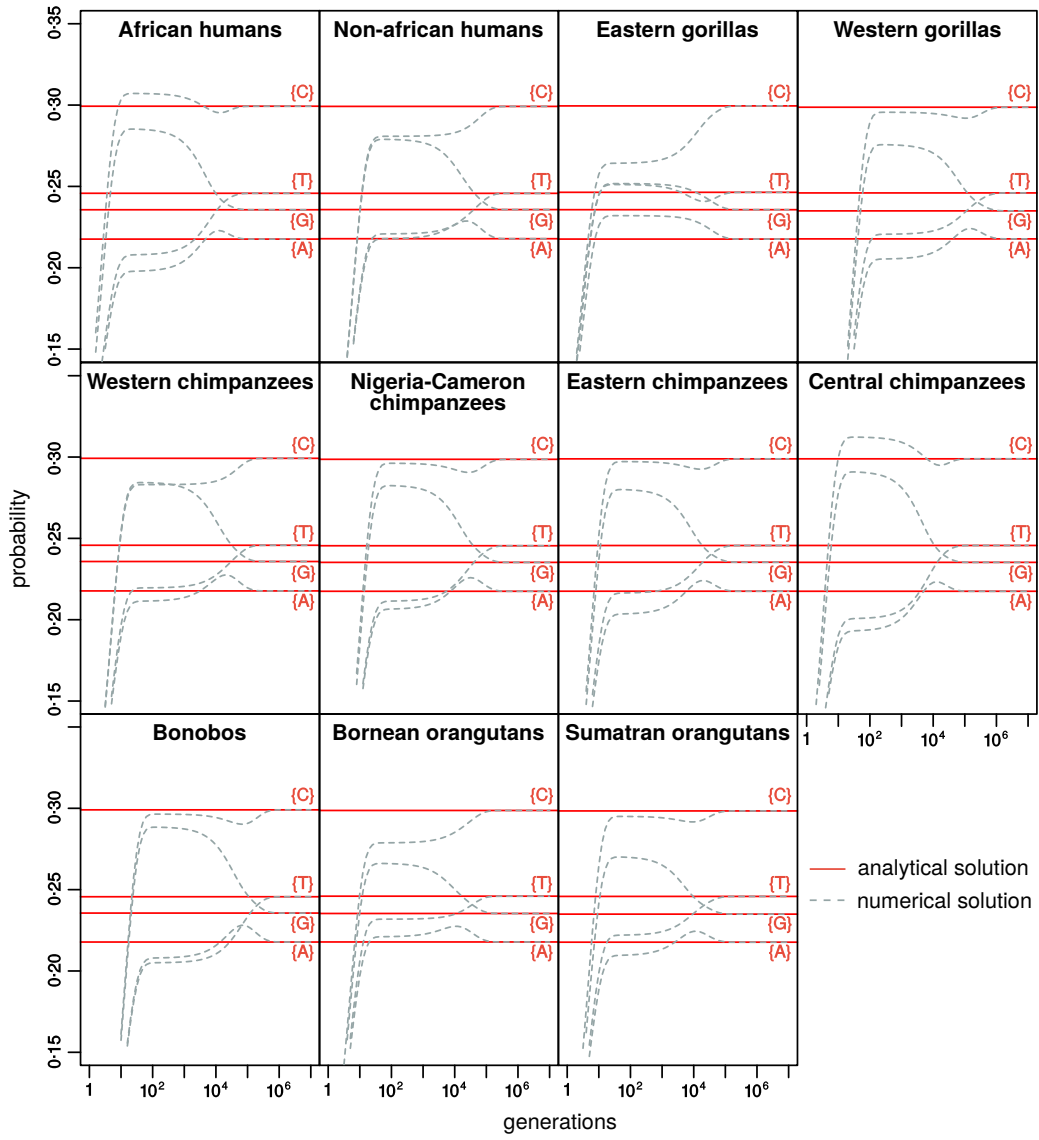 African humans
Non-african humans
Eastern gorillas
Western gorillas
0·35
0·30
0·25
0·20
0·15
{C}
{T}
{G}
{A}
{C}
{T}
{G}
{A}
{C}
{T}
{G}
{A}
{C}
{T}
{G}
{A}
Western chimpanzees
Nigeria-Cameron
chimpanzees
Eastern chimpanzees
Central chimpanzees
probability
0·30
0·25
0·20
0·15
{C}
{T}
{G}
{A}
{C}
{T}
{G}
{A}
{C}
{T}
{G}
{A}
{C}
{T}
{G}
{A}
1 10² 10⁴ 10⁶
Bonobos
Bornean orangutans
Sumatran orangutans
0·30
0·25
0·20
0·15
{C}
{T}
{G}
{A}
{C}
{T}
{G}
{A}
{C}
{T}
{G}
{A}
analytical solution
numerical solution
1 10² 10⁴ 10⁶
1 10² 10⁴ 10⁶
1 10² 10⁴ 10⁶
generations